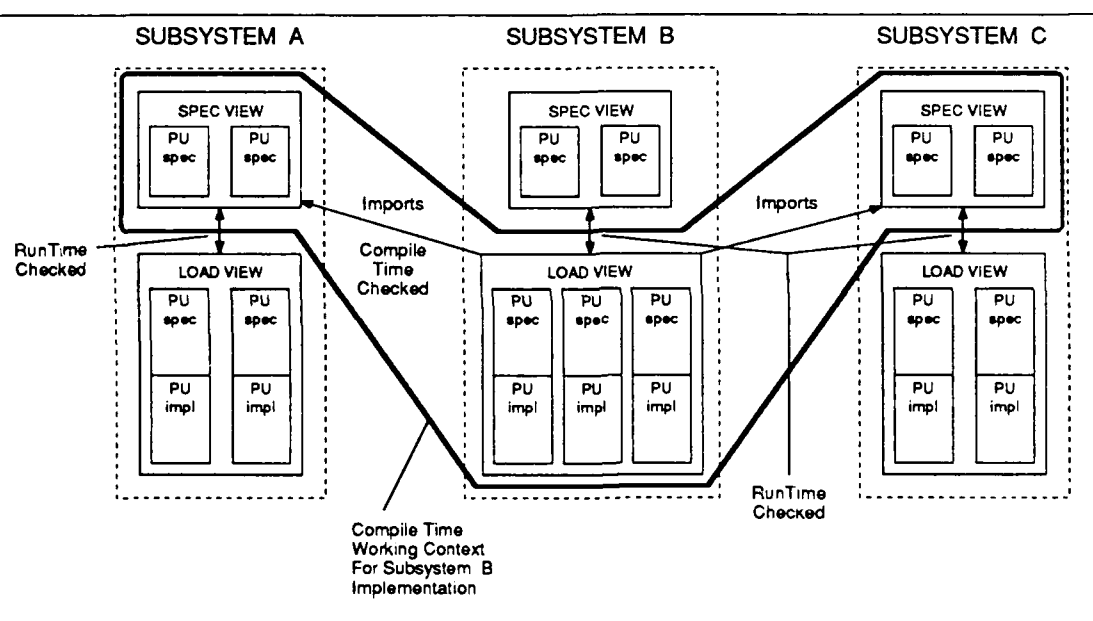 SUBSYSTEM A
SUBSYSTEM B
SUBSYSTEM C
SPEC VIEW
PU
spec
PU
spec
SPEC VIEW
PU
spec
PU
spec
SPEC VIEW
PU
spec
PU
spec
Imports
Imports
RunTime
Checked
Compile
Time
Checked
LOAD VIEW
PU
spec
PU
spec
PU
impl
PU
impl
LOAD VIEW
PU
spec
PU
spec
PU
spec
PU
impl
PU
impl
PU
impl
LOAD VIEW
PU
spec
PU
spec
PU
impl
PU
impl
RunTime
Checked
Compile Time
Working Context
For Subsystem B
Implementation